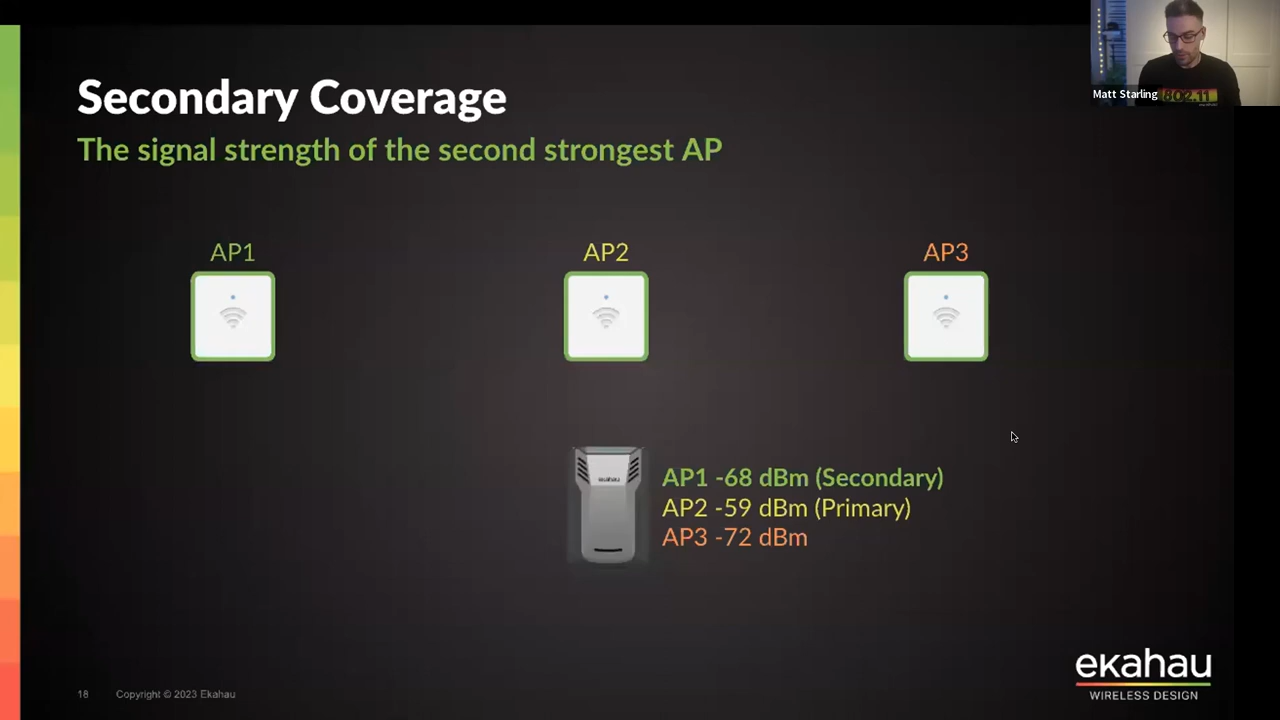 Secondary Coverage
The signal strength of the second strongest AP
Matt Starling
802.11
AP1
AP2
AP3
ekahau
AP1 -68 dBm (Secondary)
AP2 -59 dBm (Primary)
AP3 -72 dBm
18
Copyright © 2023 Ekahau
ekahau
WIRELESS DESIGN